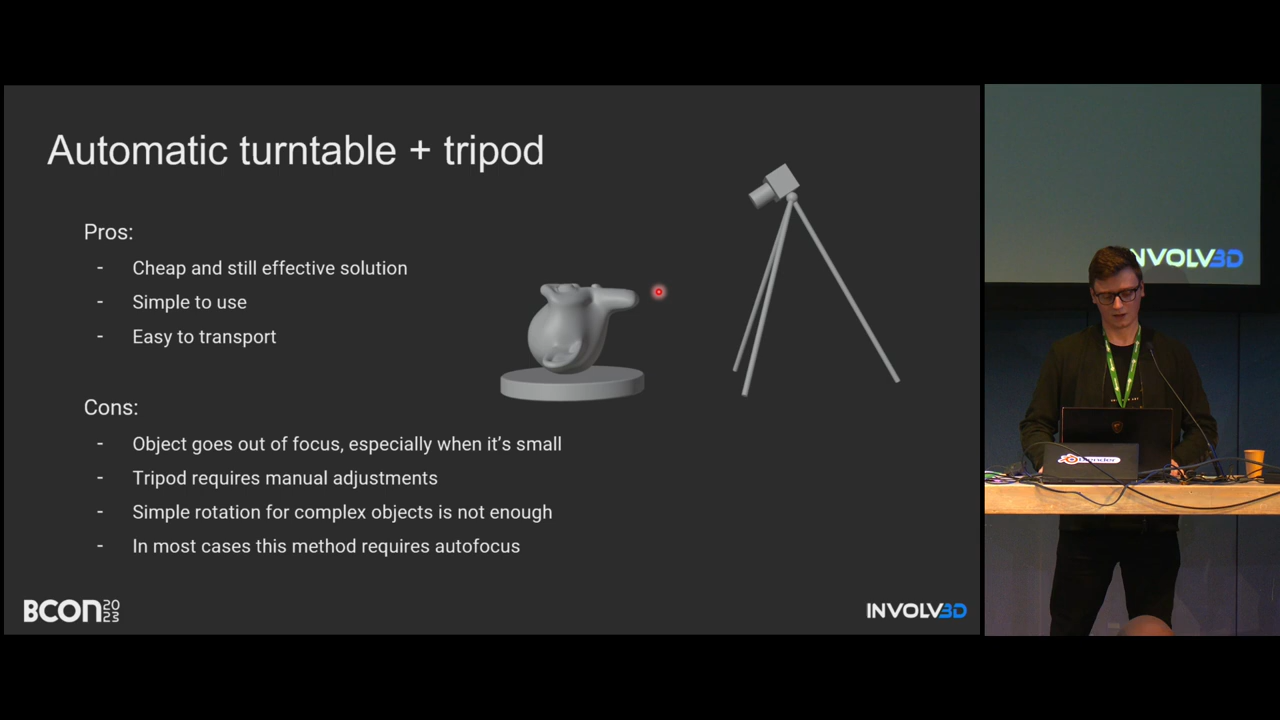 Automatic turntable + tripod
Pros:
- Cheap and still effective solution
- Simple to use
- Easy to transport
Cons:
- Object goes out of focus, especially when it's small
- Tripod requires manual adjustments
- Simple rotation for complex objects is not enough
- In most cases this method requires autofocus
BCON 2023
INVOLV3D
INVOLV3D
blender